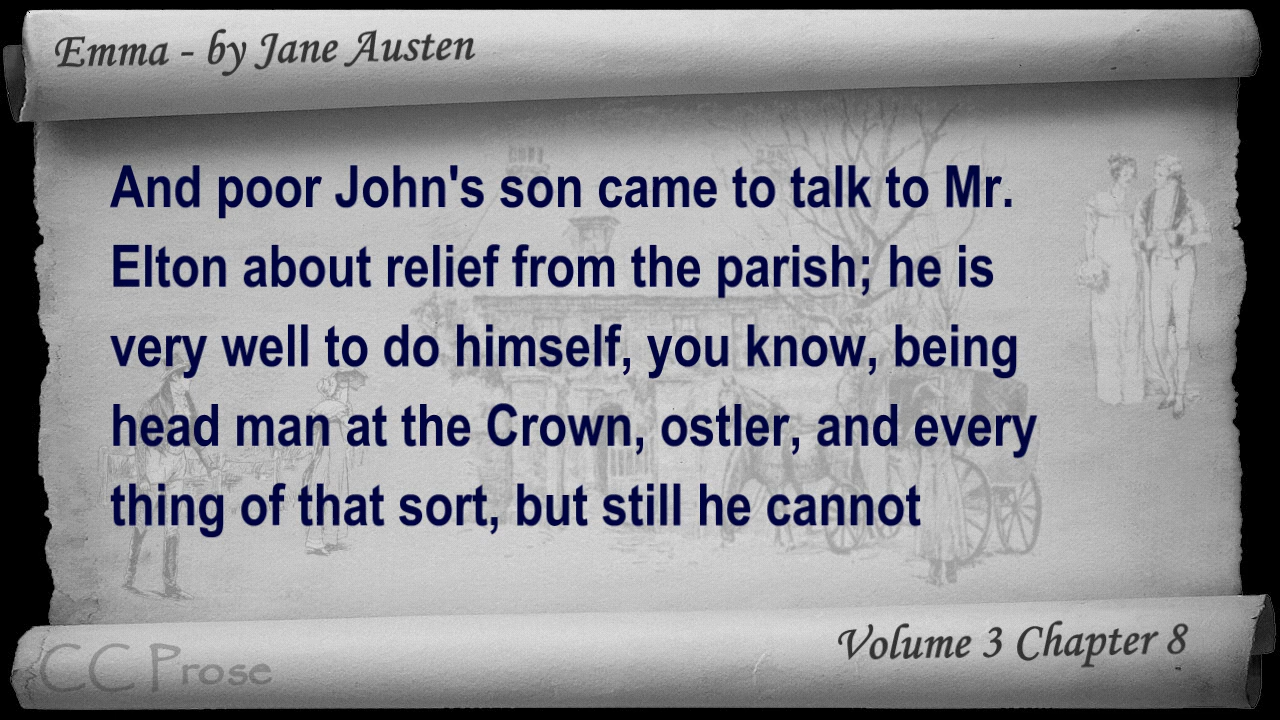 Emma - by Jane Austen
And poor John's son came to talk to Mr.
Elton about relief from the parish; he is
very well to do himself, you know, being
head man at the Crown, ostler, and every
thing of that sort, but still he cannot
Volume 3 Chapter 8
CC Prose